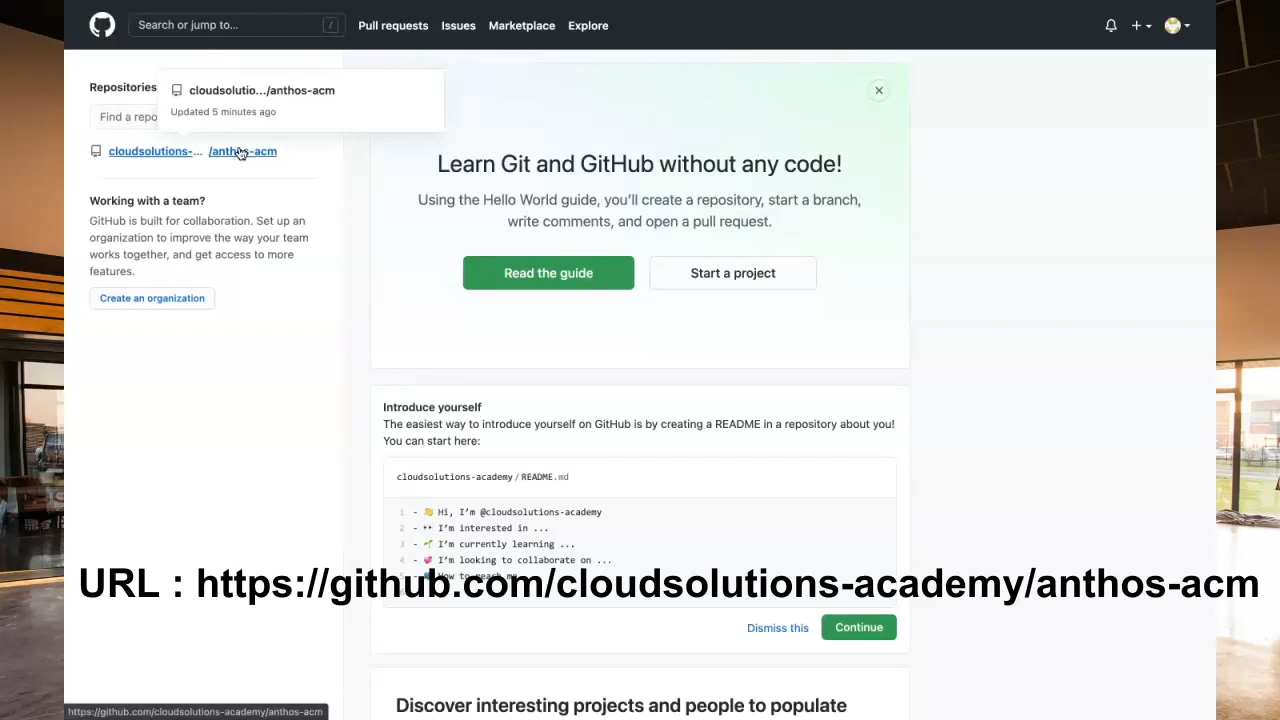 Search or jump to...
/
Pull requests
Issues
Marketplace
Explore
Repositories
cloudsolutio.../anthos-acm
Updated 5 minutes ago
Find a repo
cloudsolutions-... /anthos-acm
Working with a team?
GitHub is built for collaboration. Set up an
organization to improve the way your team
works together, and get access to more
features.
Create an organization
Learn Git and GitHub without any code!
Using the Hello World guide, you’ll create a repository, start a branch,
write comments, and open a pull request.
Read the guide
Start a project
Introduce yourself
The easiest way to introduce yourself on GitHub is by creating a README in a repository about you!
You can start here:
cloudsolutions-academy / README.md
1 - 👋 Hi, I’m @cloudsolutions-academy
2 - 👀 I’m interested in ...
3 - 🌱 I’m currently learning ...
4 - 💞️ I’m looking to collaborate on ...
How to reach me
URL : https://github.com/cloudsolutions-academy/anthos-acm
Dismiss this
Continue
Discover interesting projects and people to populate
https://github.com/cloudsolutions-academy/anthos-acm